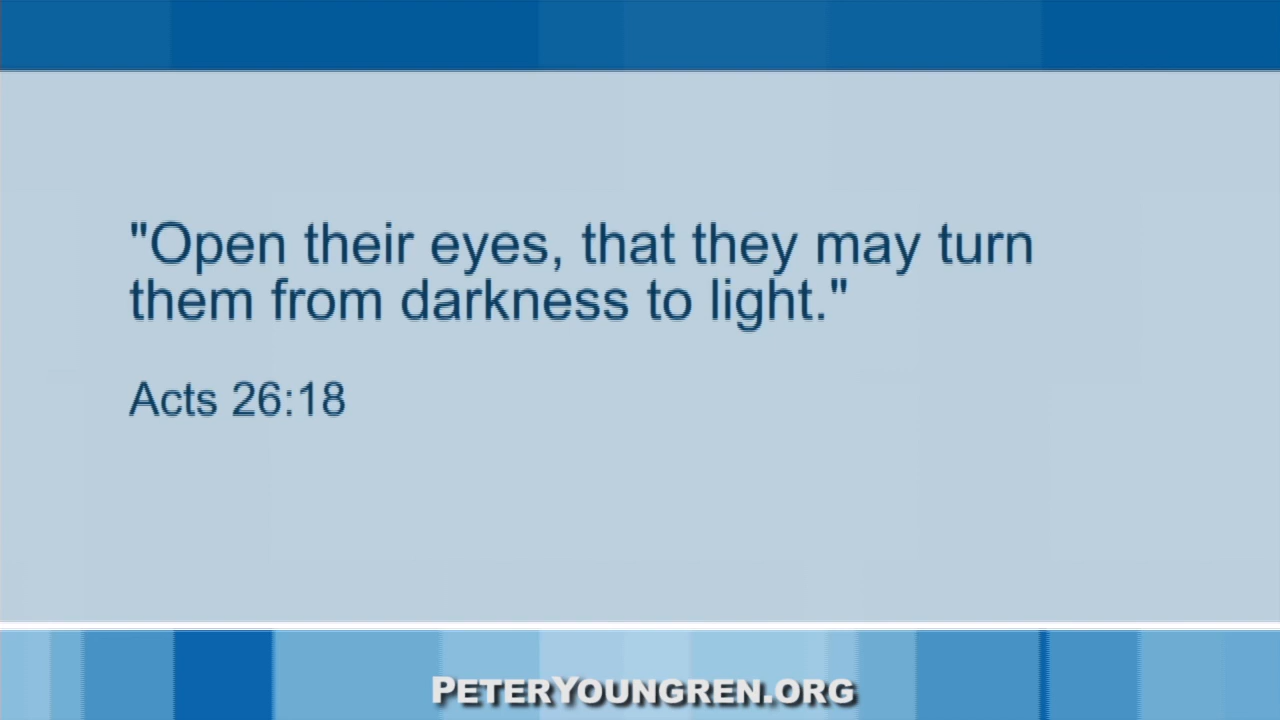 "Open their eyes, that they may turn
them from darkness to light."
Acts 26:18
PETERYOUNGREN.ORG